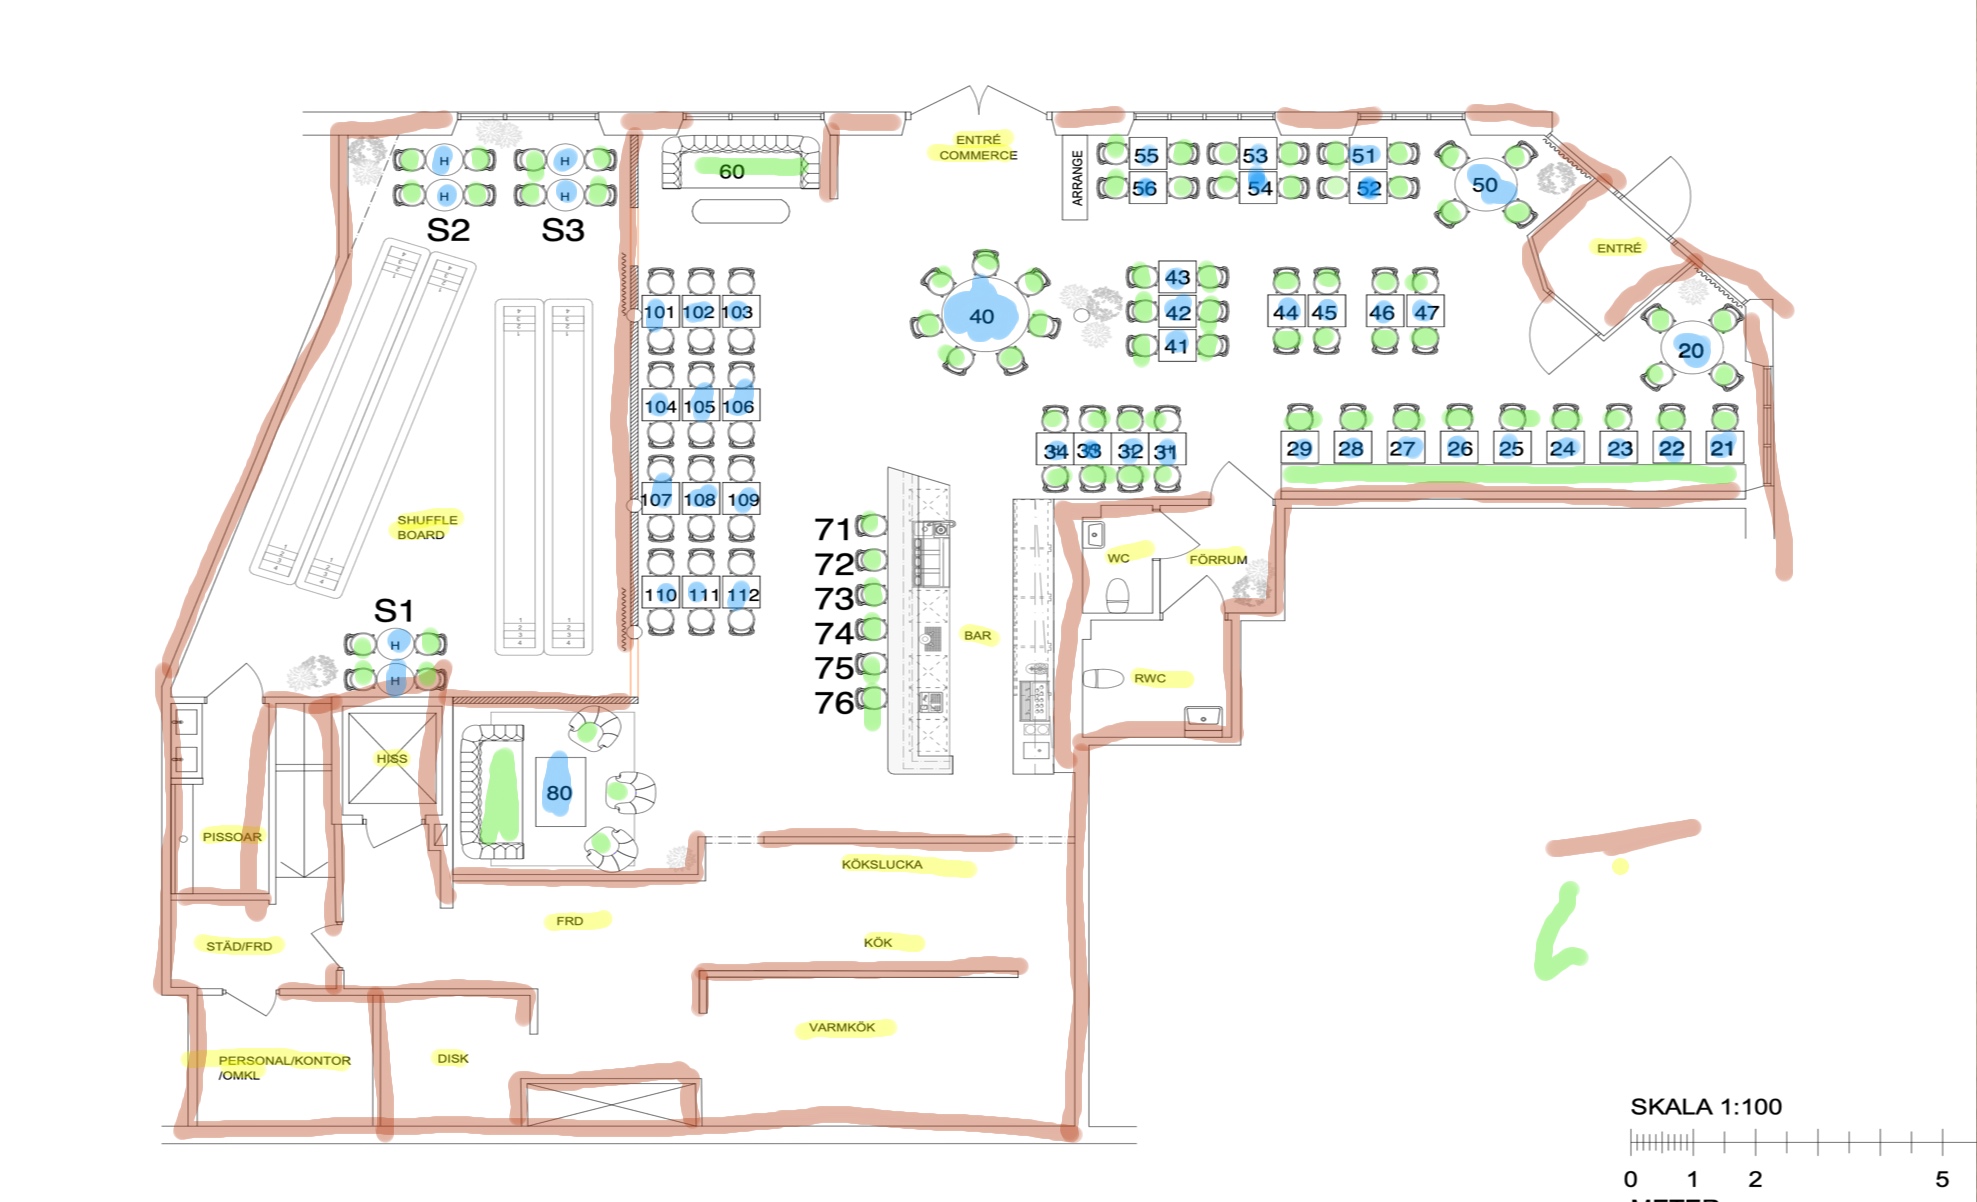 ENTRÉ
COMMERCE
ARRANGE
55 53 51
56 54 52
50
60
H H
H H
S2 S3
ENTRÉ
43
42
41
44 45 46 47
40
20
101 102 103
104 105 106
107 108 109
110 111 112
34 33 32 31
29 28 27 26 25 24 23 22 21
SHUFFLE
BOARD
71
72
73
74
75
76
BAR
WC
FÖRRUM
RWC
S1
H
H
HISS
80
PISSOAR
KÖKSLUCKA
FRD
KÖK
STÄD/FRD
VARMKÖK
PERSONAL/KONTOR
/OMKL
DISK
SKALA 1:100
0 1 2 5
METER